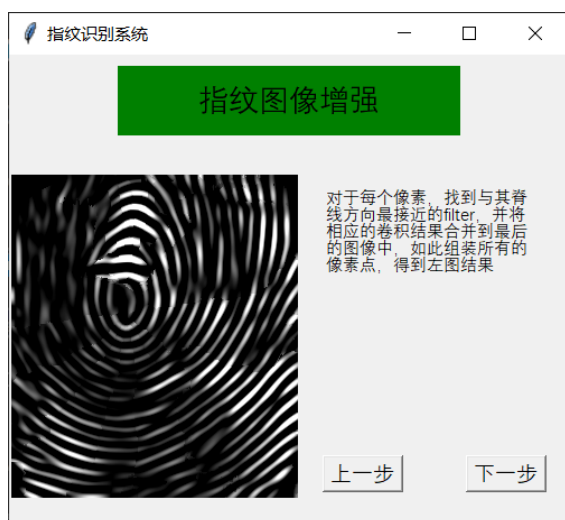 指纹识别系统
指纹图像增强
对于每个像素，找到与其脊
线方向最接近的filter，并将
相应的卷积结果合并到最后
的图像中，如此组装所有的
像素点，得到左图结果
上一步
下一步